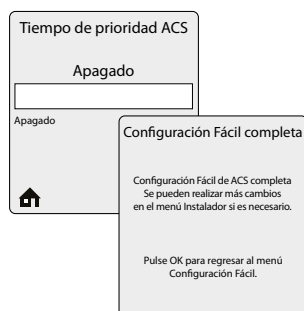 Tiempo de prioridad ACS
Apagado
Apagado
Configuración Fácil completa
Configuración Fácil de ACS completa
Se pueden realizar más cambios
en el menú Instalador si es necesario.
Pulse OK para regresar al menú
Configuración Fácil.